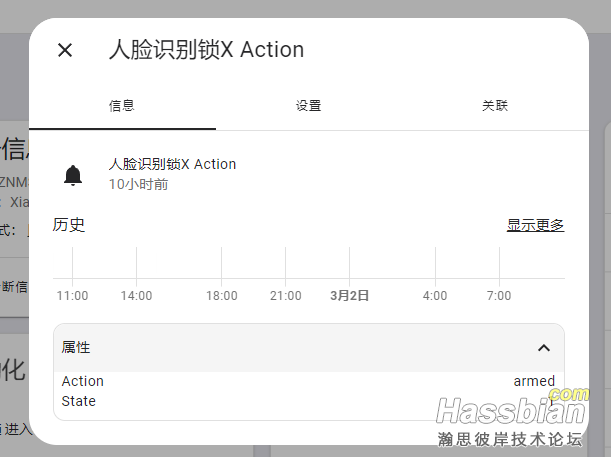 人脸识别锁X Action
信息 设置 关联
人脸识别锁X Action
10小时前
历史 显示更多
11:00 14:00 18:00 21:00 3月2日 4:00 7:00
属性
Action armed
State
ZNM
Xia
断信
进入
Hassbian
.com
瀚思彼岸技术论坛